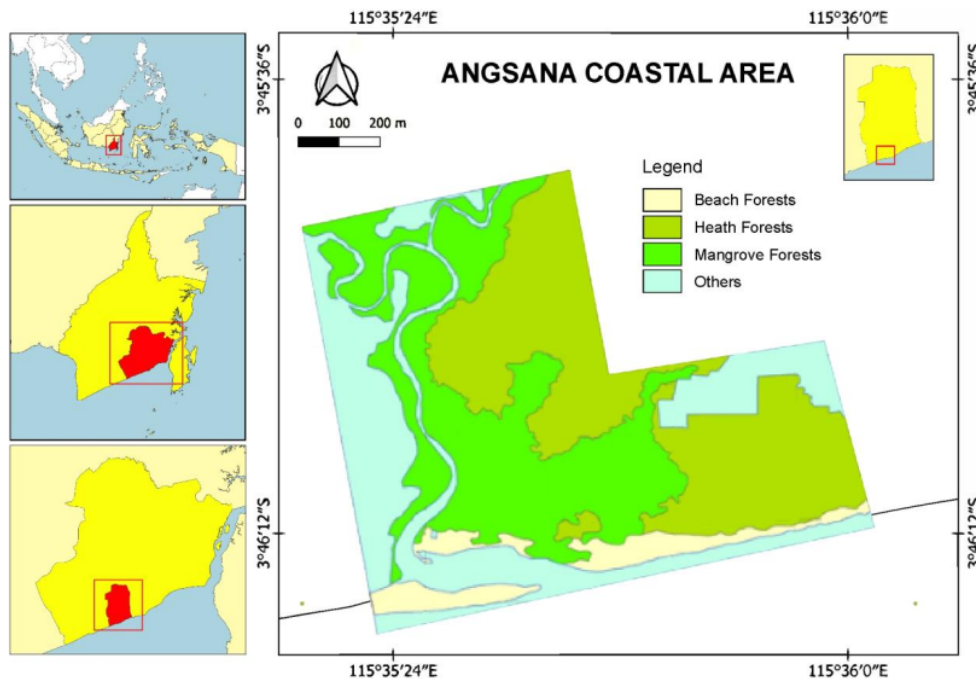 115°35′24″E
115°36′0″E
3°45′36″S
3°45′36″S
ANGSANA COASTAL AREA
0 100 200 m
Legend
Beach Forests
Heath Forests
Mangrove Forests
Others
3°46′12″S
3°46′12″S
115°35′24″E
115°36′0″E